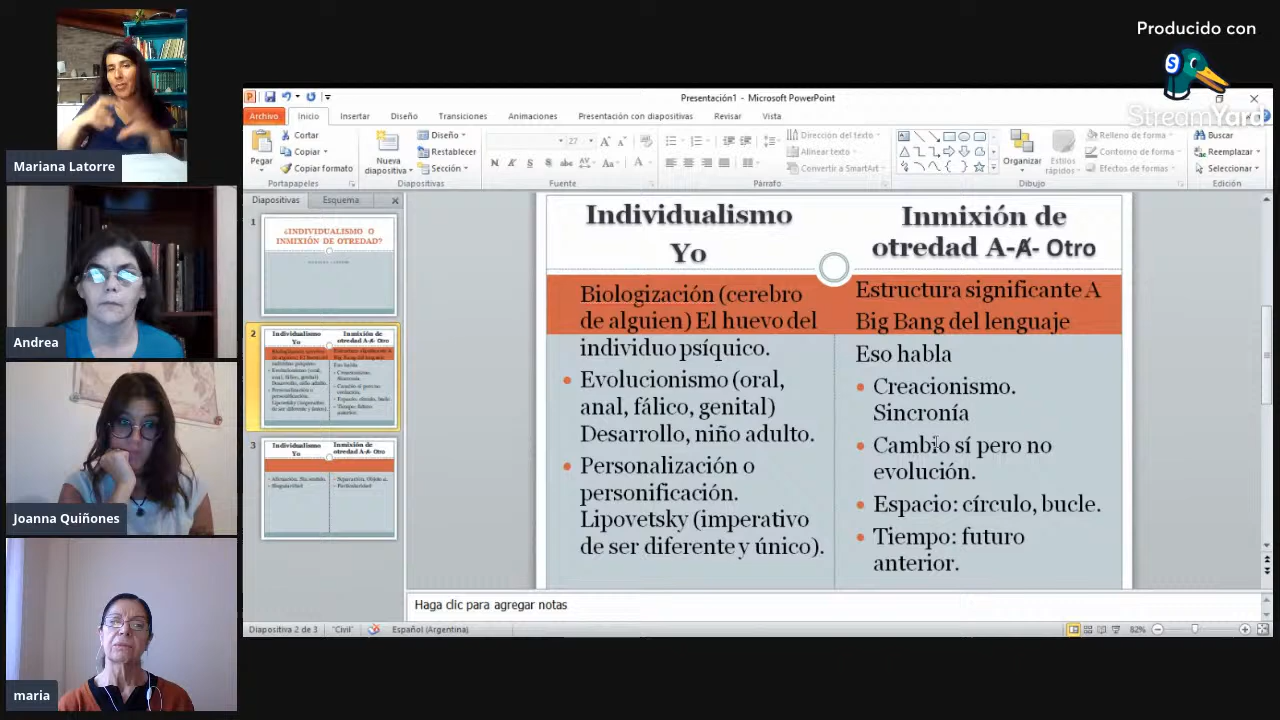 Producido con
StreamYard
Mariana Latorre
Andrea
Joanna Quiñones
maria
Presentación1 - Microsoft PowerPoint
Archivo
Inicio
Insertar
Diseño
Transiciones
Animaciones
Presentación con diapositivas
Revisar
Vista
Pegar
Cortar
Copiar
Copiar formato
Portapapeles
Nueva
diapositiva
Diseño
Restablecer
Sección
Diapositivas
27
Fuente
Dirección del texto
Alinear texto
Convertir a SmartArt
Párrafo
Organizar
Estilos
rápidos
Relleno de forma
Contorno de forma
Efectos de formas
Dibujo
Buscar
Reemplazar
Seleccionar
Edición
Diapositivas
Esquema
1
¿INDIVIDUALISMO O
INMIXIÓN DE OTREDAD?
2
3
Individualismo
Yo
Inmixión de
otredad A-Ⱥ- Otro
Biologización (cerebro
de alguien) El huevo del
individuo psíquico.
Evolucionismo (oral,
anal, fálico, genital)
Desarrollo, niño adulto.
Personalización o
personificación.
Lipovetsky (imperativo
de ser diferente y único).
Estructura significante A
Big Bang del lenguaje
Eso habla
Creacionismo.
Sincronía
Cambio sí pero no
evolución.
Espacio: círculo, bucle.
Tiempo: futuro
anterior.
Haga clic para agregar notas
Diapositiva 2 de 3
"Civil"
Español (Argentina)
82%